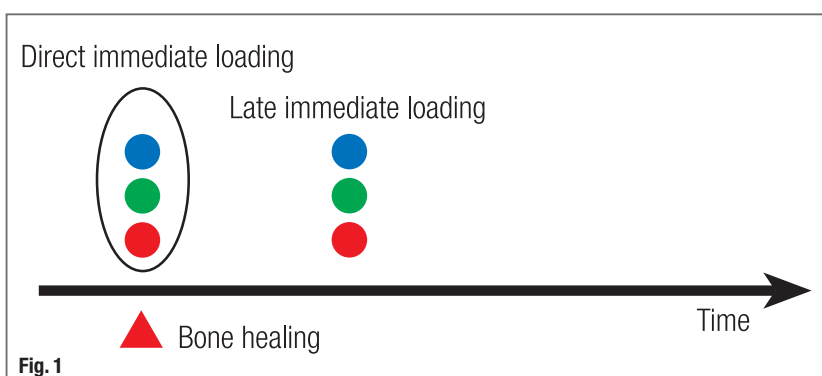 Direct immediate loading
Late immediate loading
Time
Bone healing
Fig. 1